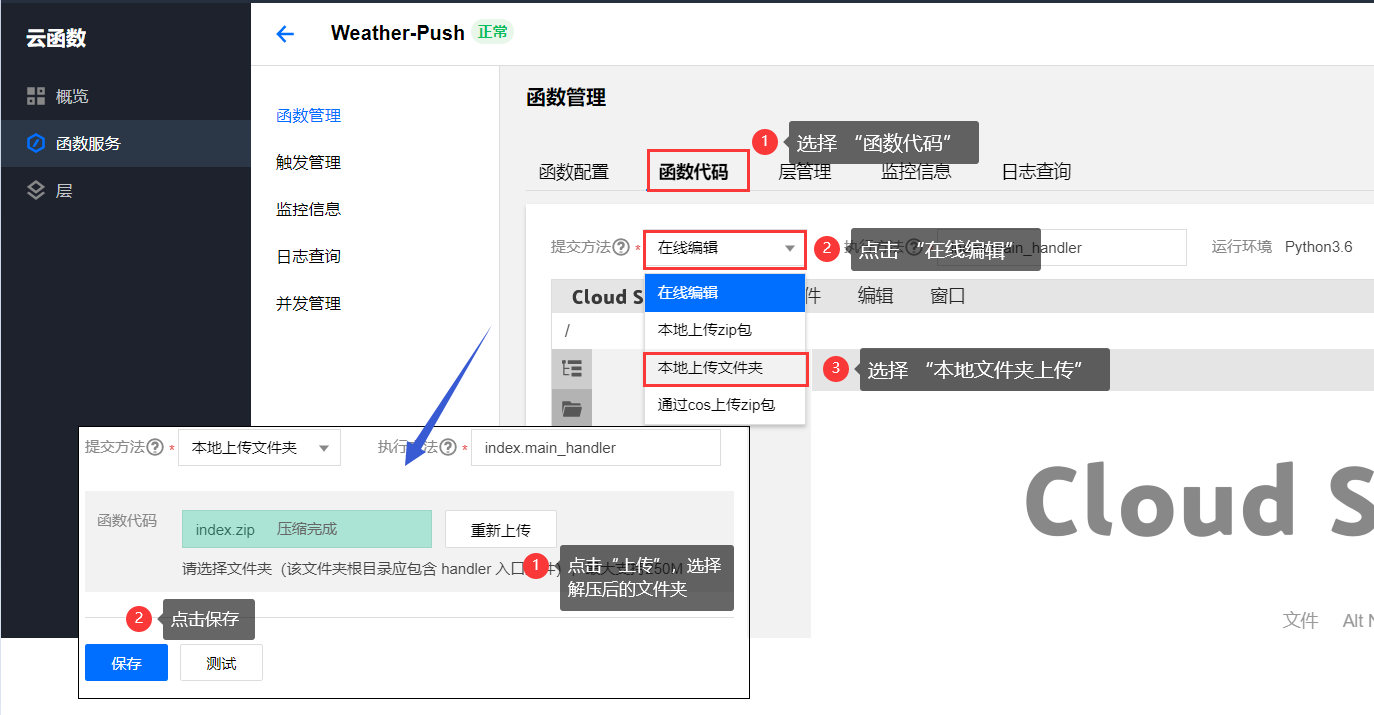 云函数
Weather-Push 正常
概览
函数服务
层
函数管理
触发管理
监控信息
日志查询
并发管理
函数管理
1 选择 “函数代码”
函数配置 函数代码 层管理 监控信息 日志查询
提交方法 * 在线编辑
2 点击 “在线编辑”
_handler
运行环境 Python3.6
Cloud S
件 编辑 窗口
/
在线编辑
本地上传zip包
本地上传文件夹
通过cos上传zip包
3 选择 “本地文件夹上传”
Cloud S
文件 Alt N
提交方法 * 本地上传文件夹 执行 法 * index.main_handler
函数代码 index.zip 压缩完成 重新上传
请选择文件夹 (该文件夹根目录应包含 handler 入口
1 点击 “上传” ，选择
解压后的文件夹
2 点击保存
保存 测试